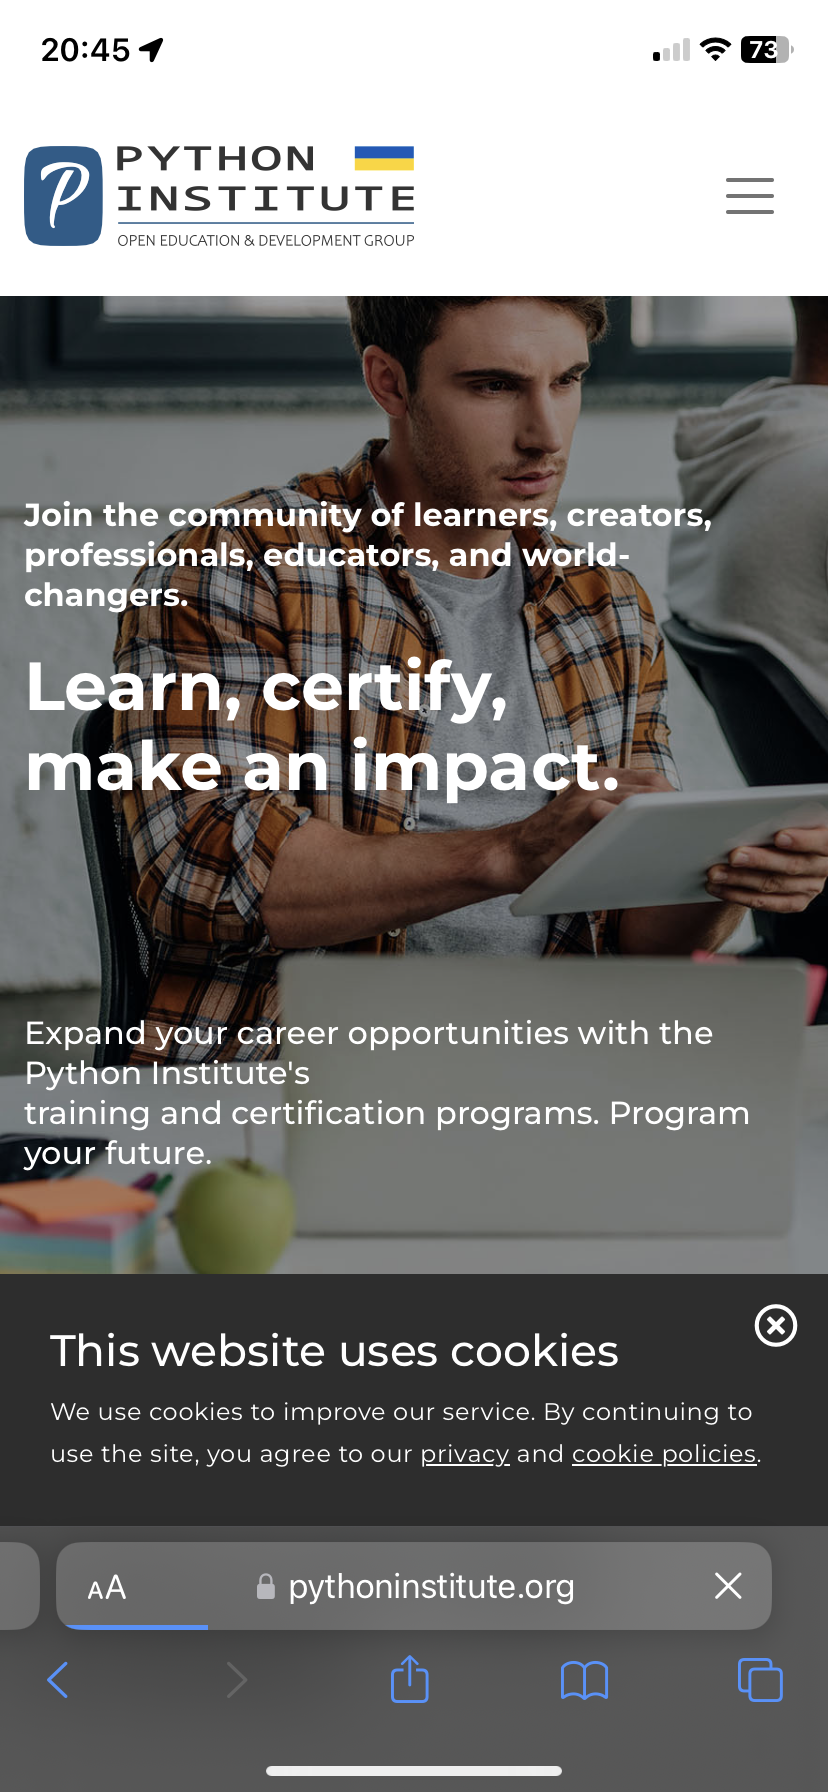 20:45
73
P
PYTHON
INSTITUTE
OPEN EDUCATION & DEVELOPMENT GROUP
Join the community of learners, creators,
professionals, educators, and world-
changers.
Learn, certify,
make an impact.
Expand your career opportunities with the
Python Institute's
training and certification programs. Program
your future.
This website uses cookies
We use cookies to improve our service. By continuing to
use the site, you agree to our privacy and cookie policies.
AA
pythoninstitute.org